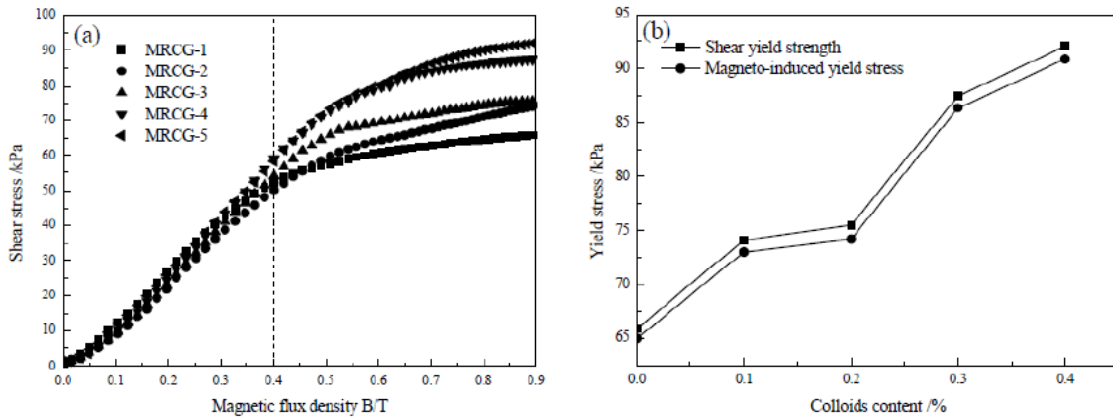 (a)
MRCG-1
MRCG-2
MRCG-3
MRCG-4
MRCG-5
100
90
80
70
60
50
40
30
20
10
0
0.0 0.1 0.2 0.3 0.4 0.5 0.6 0.7 0.8 0.9
Shear stress /kPa
Magnetic flux density B/T
(b)
Shear yield strength
Magneto-induced yield stress
95
90
85
80
75
70
65
0.0 0.1 0.2 0.3 0.4
Yield stress /kPa
Colloids content /%